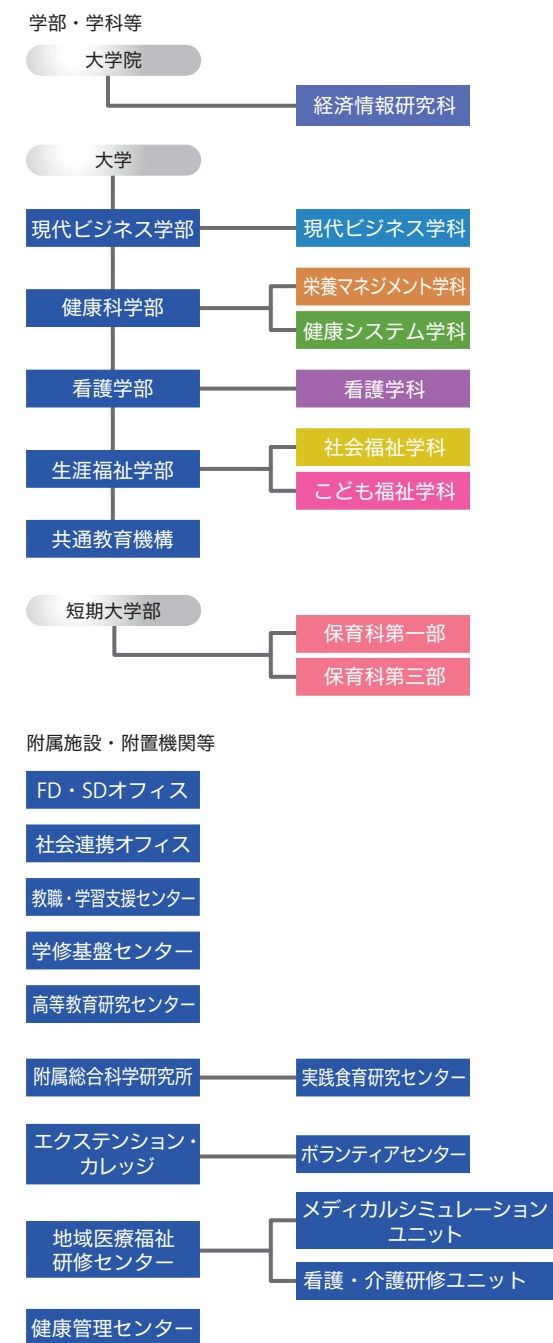 学部・学科等
大学院
経済情報研究科
大学
現代ビジネス学部
現代ビジネス学科
健康科学部
栄養マネジメント学科
健康システム学科
看護学部
看護学科
生涯福祉学部
社会福祉学科
こども福祉学科
共通教育機構
短期大学部
保育科第一部
保育科第三部
附属施設・附置機関等
FD・SDオフィス
社会連携オフィス
教職・学習支援センター
学修基盤センター
高等教育研究センター
附属総合科学研究所
実践食育研究センター
エクステンション・
カレッジ
ボランティアセンター
地域医療福祉
研修センター
メディカルシミュレーション
ユニット
看護・介護研修ユニット
健康管理センター